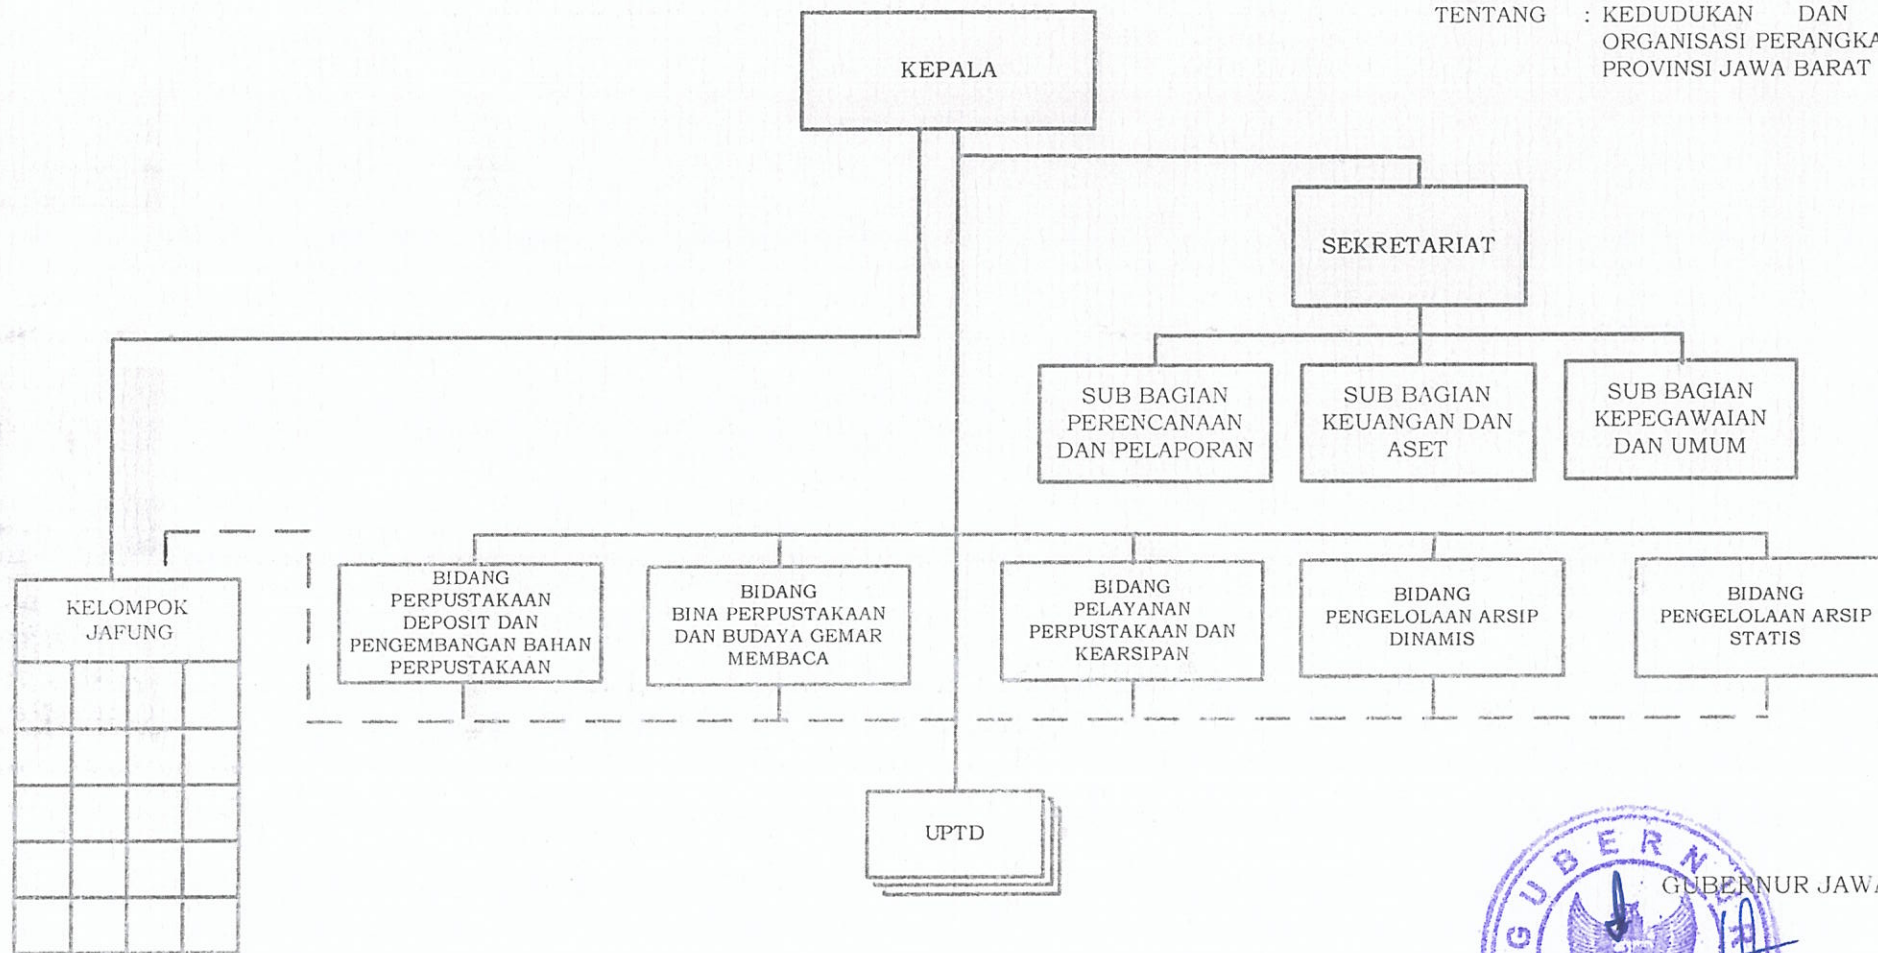 TENTANG : KEDUDUKAN DAN
ORGANISASI
PROVINSI JAWA BARAT
KEPALA
SEKRETARIAT
SUB BAGIAN
PERENCANAAN
DAN PELAPORAN
SUB BAGIAN
KEUANGAN DAN
ASET
SUB BAGIAN
KEPEGAWAIAN
DAN UMUM
KELOMPOK
JAFUNG
BIDANG
PERPUSTAKAAN
DEPOSIT DAN
PENGEMBANGAN BAHAN
PERPUSTAKAAN
BIDANG
BINA PERPUSTAKAAN
DAN BUDAYA GEMAR
MEMBACA
BIDANG
PELAYANAN
PERPUSTAKAAN DAN
KEARSIPAN
BIDANG
PENGELOLAAN ARSIP
DINAMIS
BIDANG
PENGELOLAAN ARSIP
STATIS
UPTD
GUBERNUR
GUBERNUR